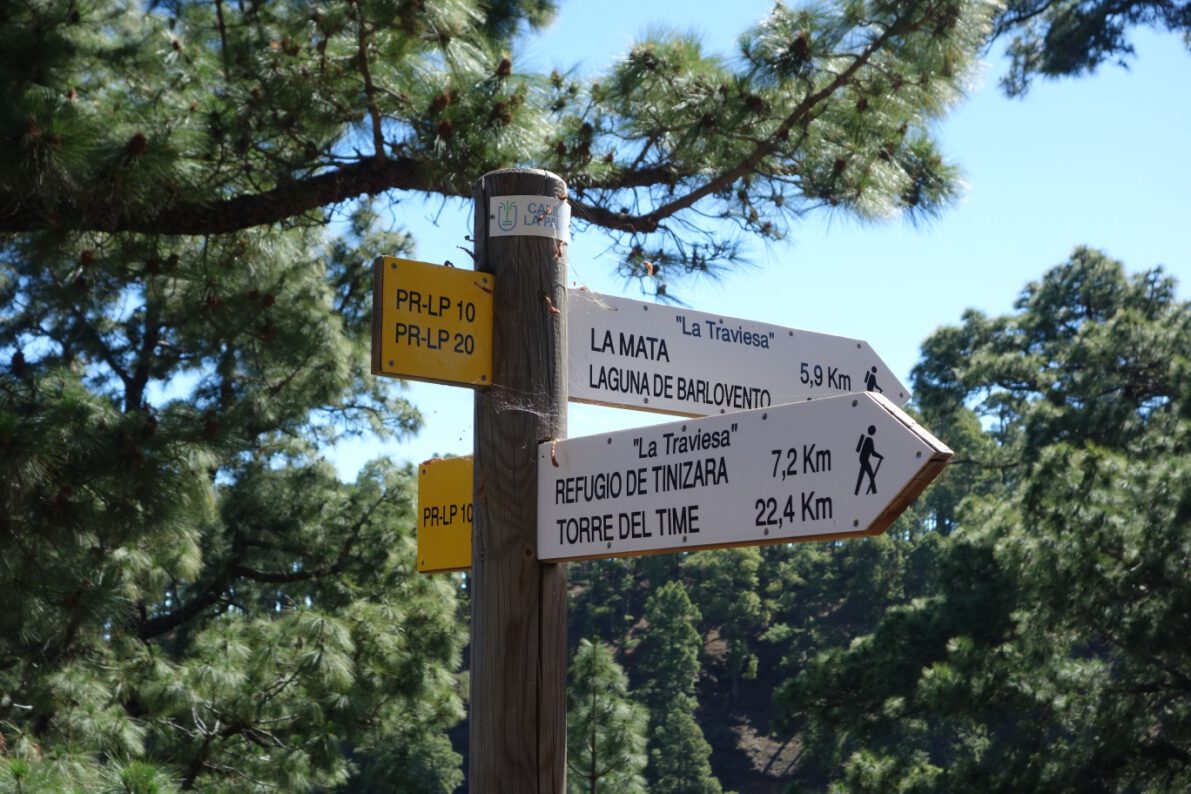 PR-LP 10
PR-LP 20
"La Traviesa"
LA MATA
LAGUNA DE BARLOVENTO 5,9 Km
"La Traviesa"
REFUGIO DE TINIZARA 7,2 Km
TORRE DEL TIME 22,4 Km
PR-LP 10